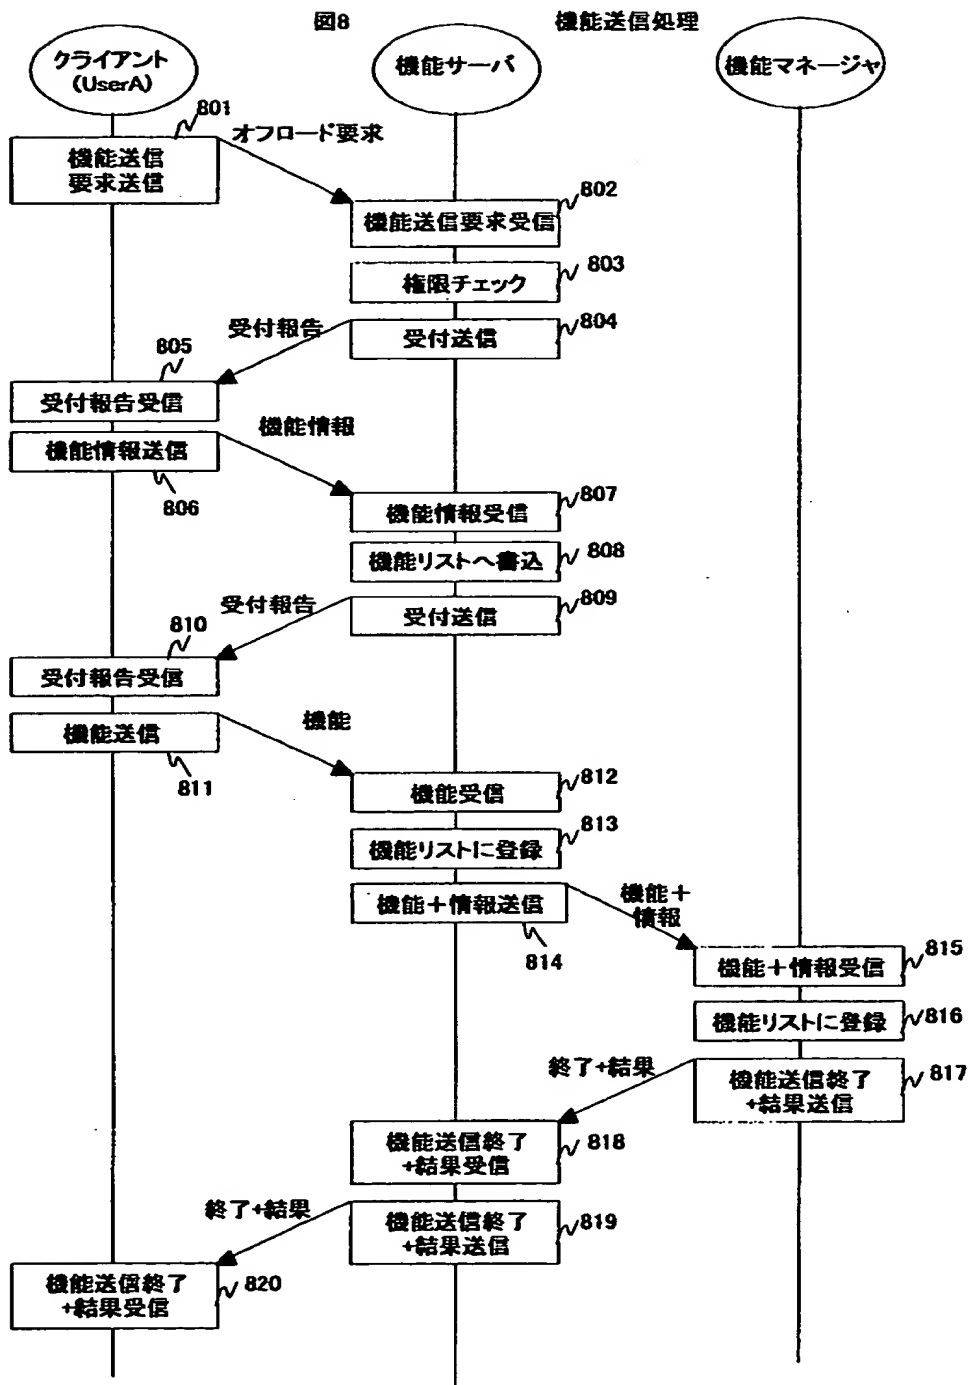 図8
機能送信処理
クライアント
(UserA)
機能サーバ
機能マネージャ
801
オフロード要求
機能送信
要求送信
802
機能送信要求受信
803
権限チェック
804
受付報告
受付送信
805
受付報告受信
機能情報
機能情報送信
806
807
機能情報受信
808
機能リストへ書込
809
受付報告
受付送信
810
受付報告受信
機能
機能送信
811
812
機能受信
813
機能リストに登録
機能+
情報
機能+情報送信
814
815
機能+情報受信
816
機能リストに登録
終了+結果
817
機能送信終了
+結果送信
818
機能送信終了
+結果受信
終了+結果
819
機能送信終了
+結果送信
820
機能送信終了
+結果受信